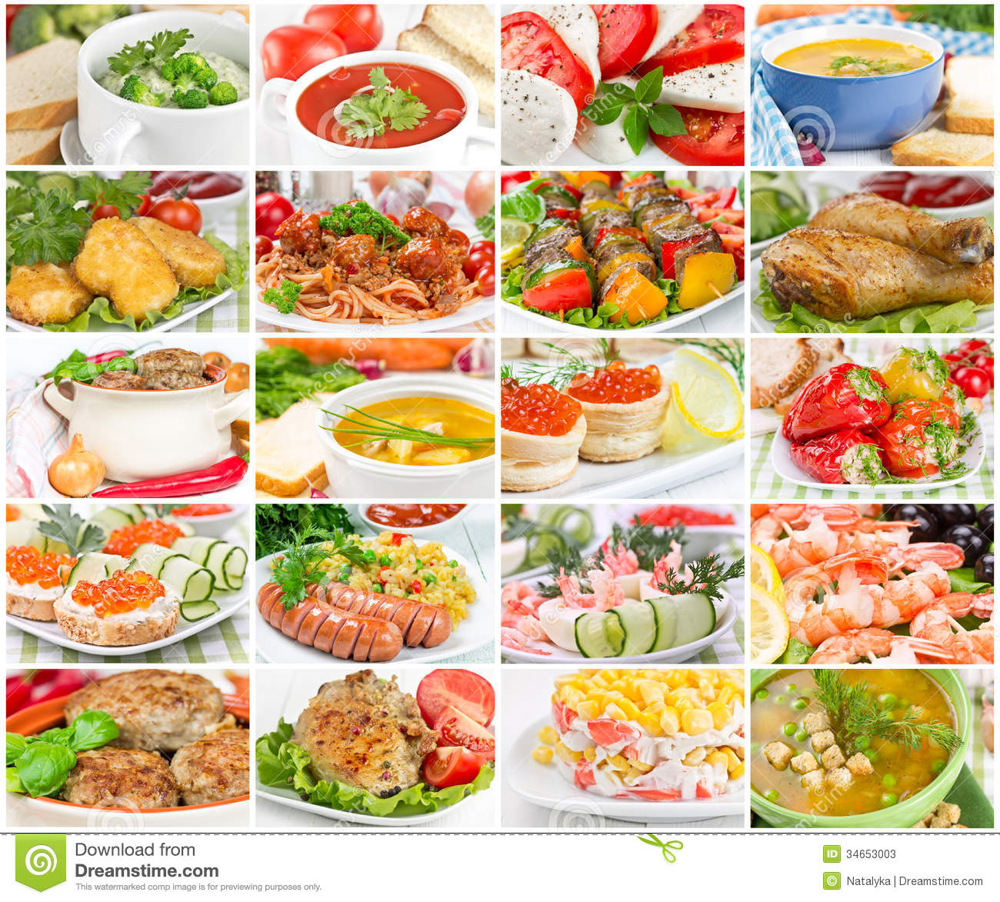 Download from
Dreamstime.com
This watermarked comp image is for previewing purposes only.
ID 34653003
© Natalyka | Dreamstime.com